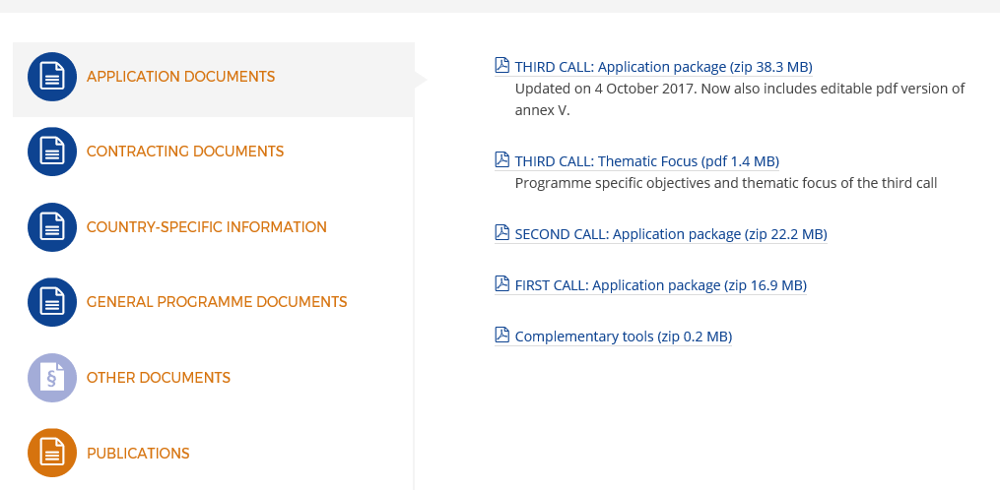 APPLICATION DOCUMENTS
CONTRACTING DOCUMENTS
COUNTRY-SPECIFIC INFORMATION
GENERAL PROGRAMME DOCUMENTS
§
OTHER DOCUMENTS
PUBLICATIONS
THIRD CALL: Application package (zip 38.3 MB)
Updated on 4 October 2017. Now also includes editable pdf version of
annex V.
THIRD CALL: Thematic Focus (pdf 1.4 MB)
Programme specific objectives and thematic focus of the third call
SECOND CALL: Application package (zip 22.2 MB)
FIRST CALL: Application package (zip 16.9 MB)
Complementary tools (zip 0.2 MB)